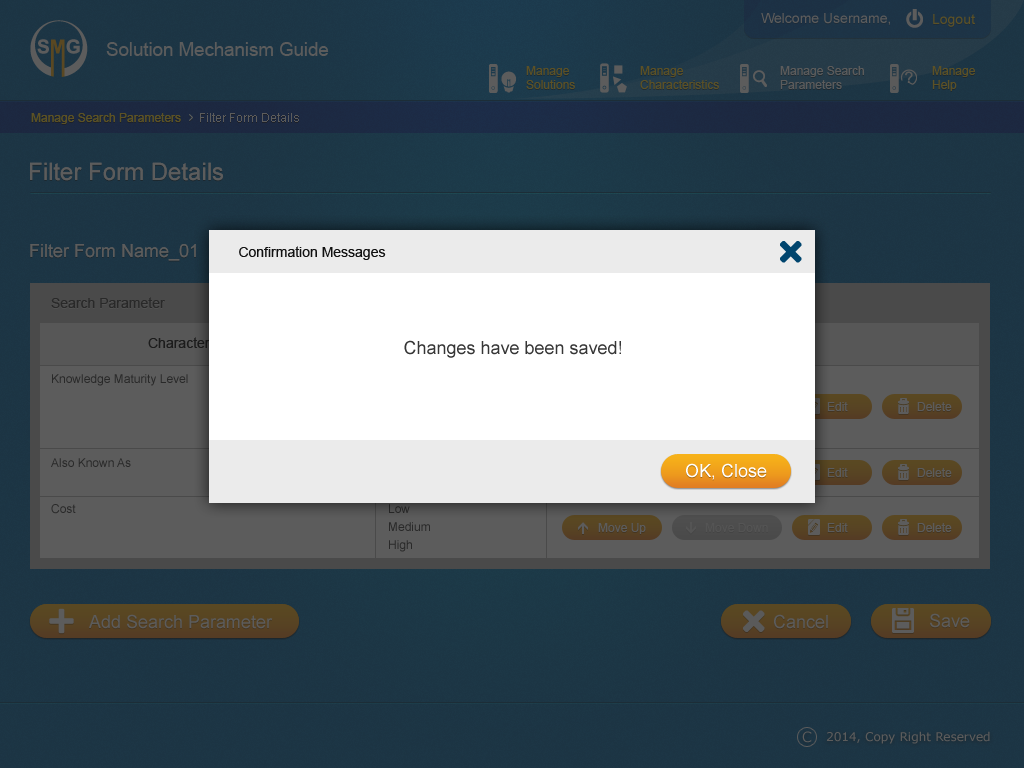 Welcome Username, Logout
SMG Solution Mechanism Guide
Manage Solutions
Manage Characteristics
Manage Search Parameters
Manage Help
Manage Search Parameters > Filter Form Details
Filter Form Details
Filter Form Name_01
Confirmation Messages
Changes have been saved!
OK, Close
Search Parameter
Knowledge Maturity Level
Edit Delete
Also Known As
Edit Delete
Cost
Low
Medium
High
Move Up Move Down Edit Delete
Add Search Parameter Cancel Save
© 2014, Copy Right Reserved